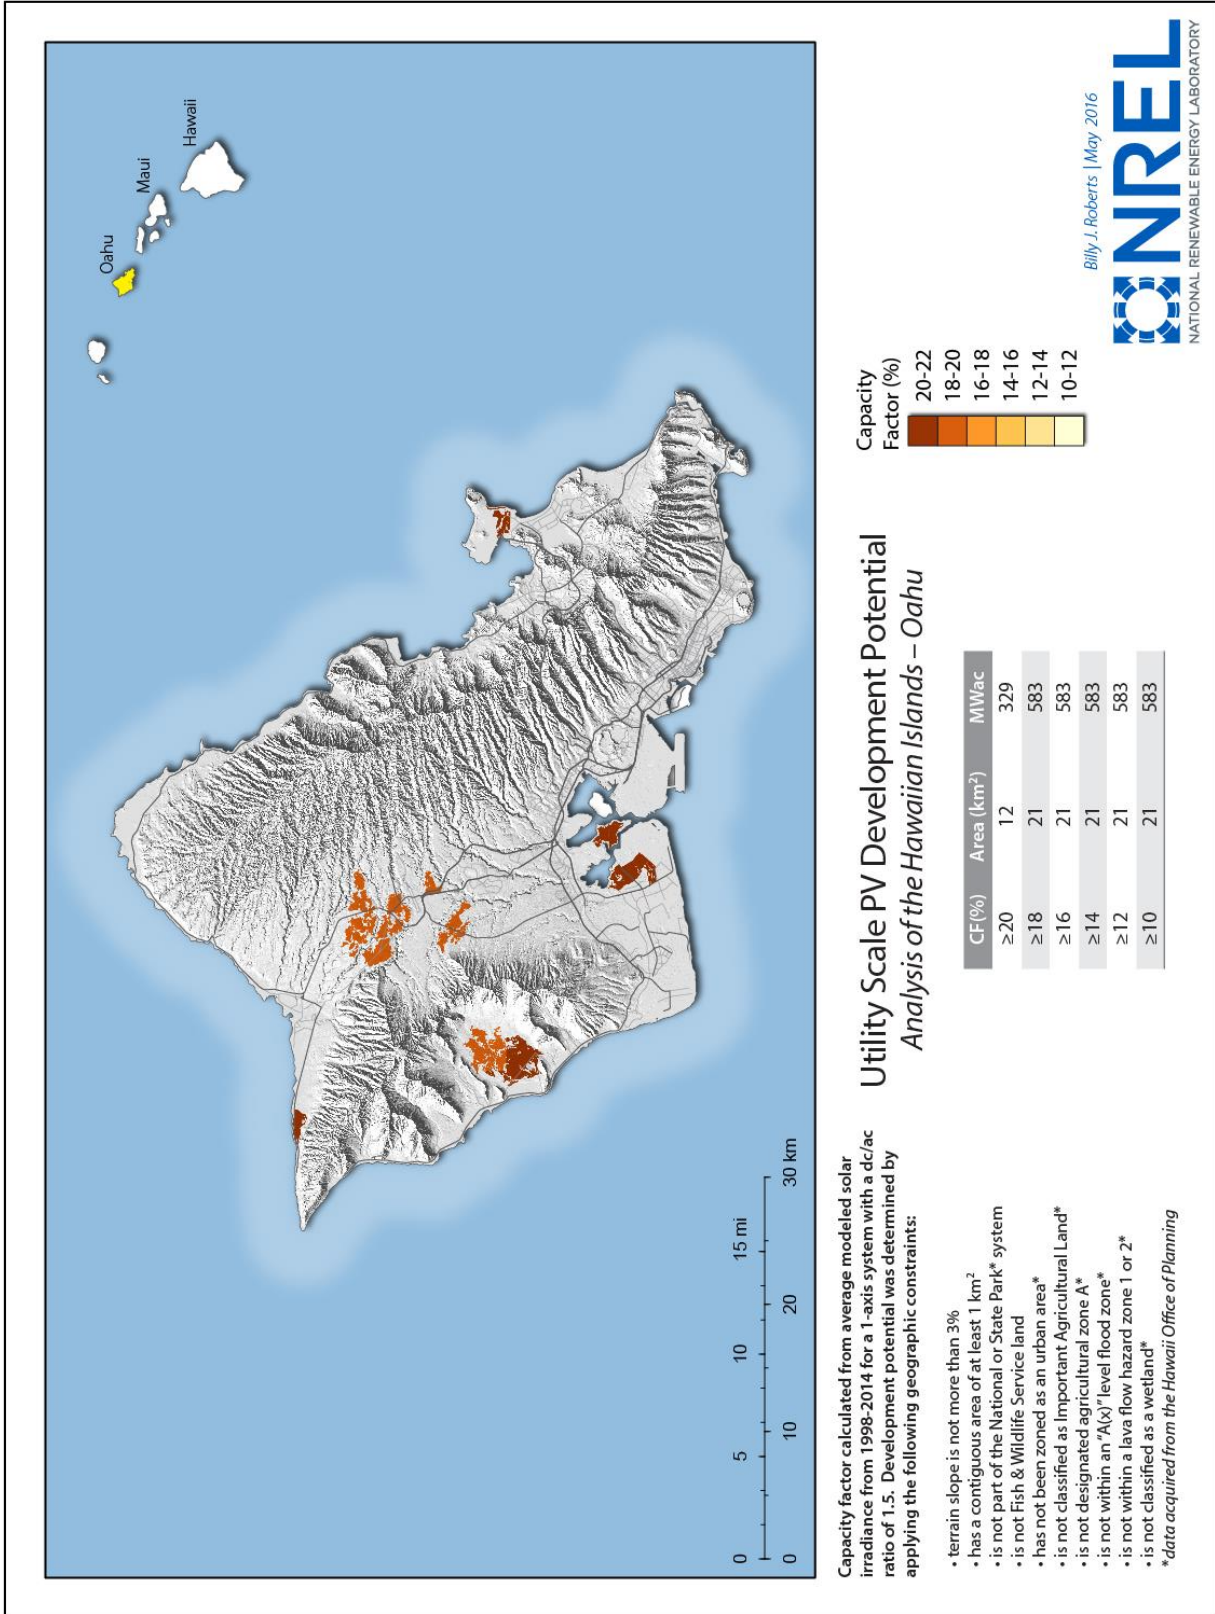 Oahu
Maui
Hawaii
0 5 10 15 mi
0 10 20 30 km
Capacity factor calculated from average modeled solar
irradiance from 1998-2014 for a 1-axis system with a dc/ac
ratio of 1.5. Development potential was determined by
applying the following geographic constraints:
• terrain slope is not more than 3%
• has a contiguous area of at least 1 km²
• is not part of the National or State Park* system
• is not Fish & Wildlife Service land
• has not been zoned as an urban area*
• is not classified as Important Agricultural Land*
• is not designated agricultural zone A*
• is not within an "A(x)" level flood zone*
• is not within a lava flow hazard zone 1 or 2*
• is not classified as a wetland*
*data acquired from the Hawaii Office of Planning
Utility Scale PV Development Potential
Analysis of the Hawaiian Islands – Oahu
CF(%) Area (km²) MWac
≥20 12 329
≥18 21 583
≥16 21 583
≥14 21 583
≥12 21 583
≥10 21 583
Capacity
Factor (%)
20-22
18-20
16-18
14-16
12-14
10-12
Billy J. Roberts | May 2016
NREL
NATIONAL RENEWABLE ENERGY LABORATORY